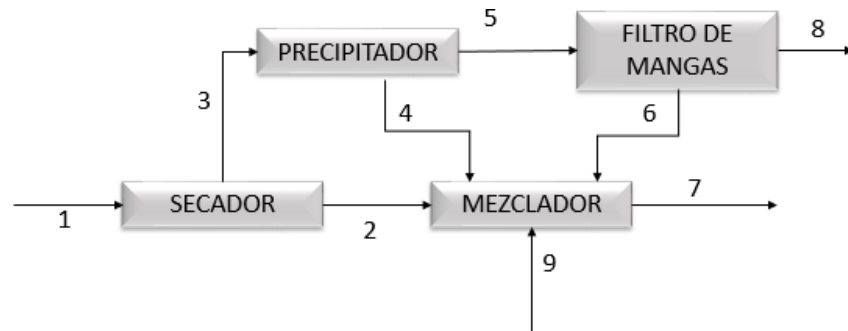 5
8
PRECIPITADOR
FILTRO DE
MANGAS
3
4
6
SECADOR
MEZCLADOR
7
1
2
9